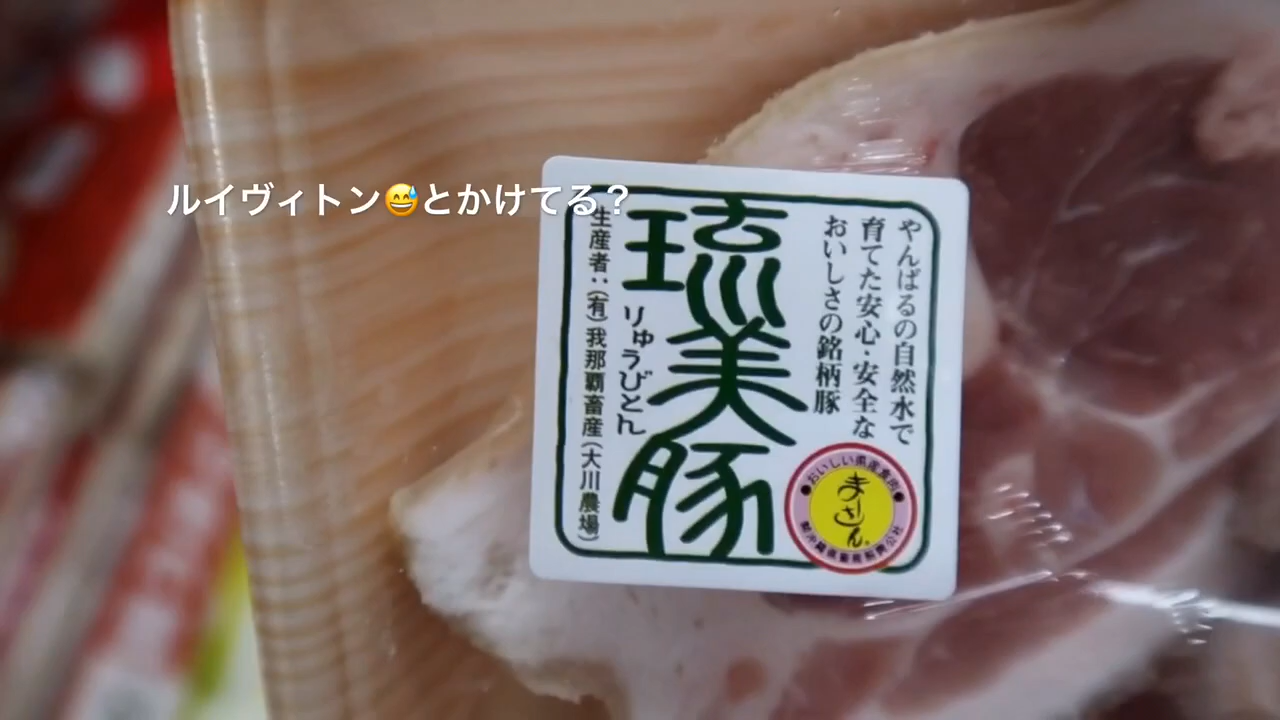 ルイヴィトン😅とかけてる？
やんばるの自然水で
育てた安心・安全な
おいしさの銘柄豚
琉美豚
りゅうびとん
生産者：(有)我那覇畜産(大川農場)
●おいしい県産食肉●
まーさん。